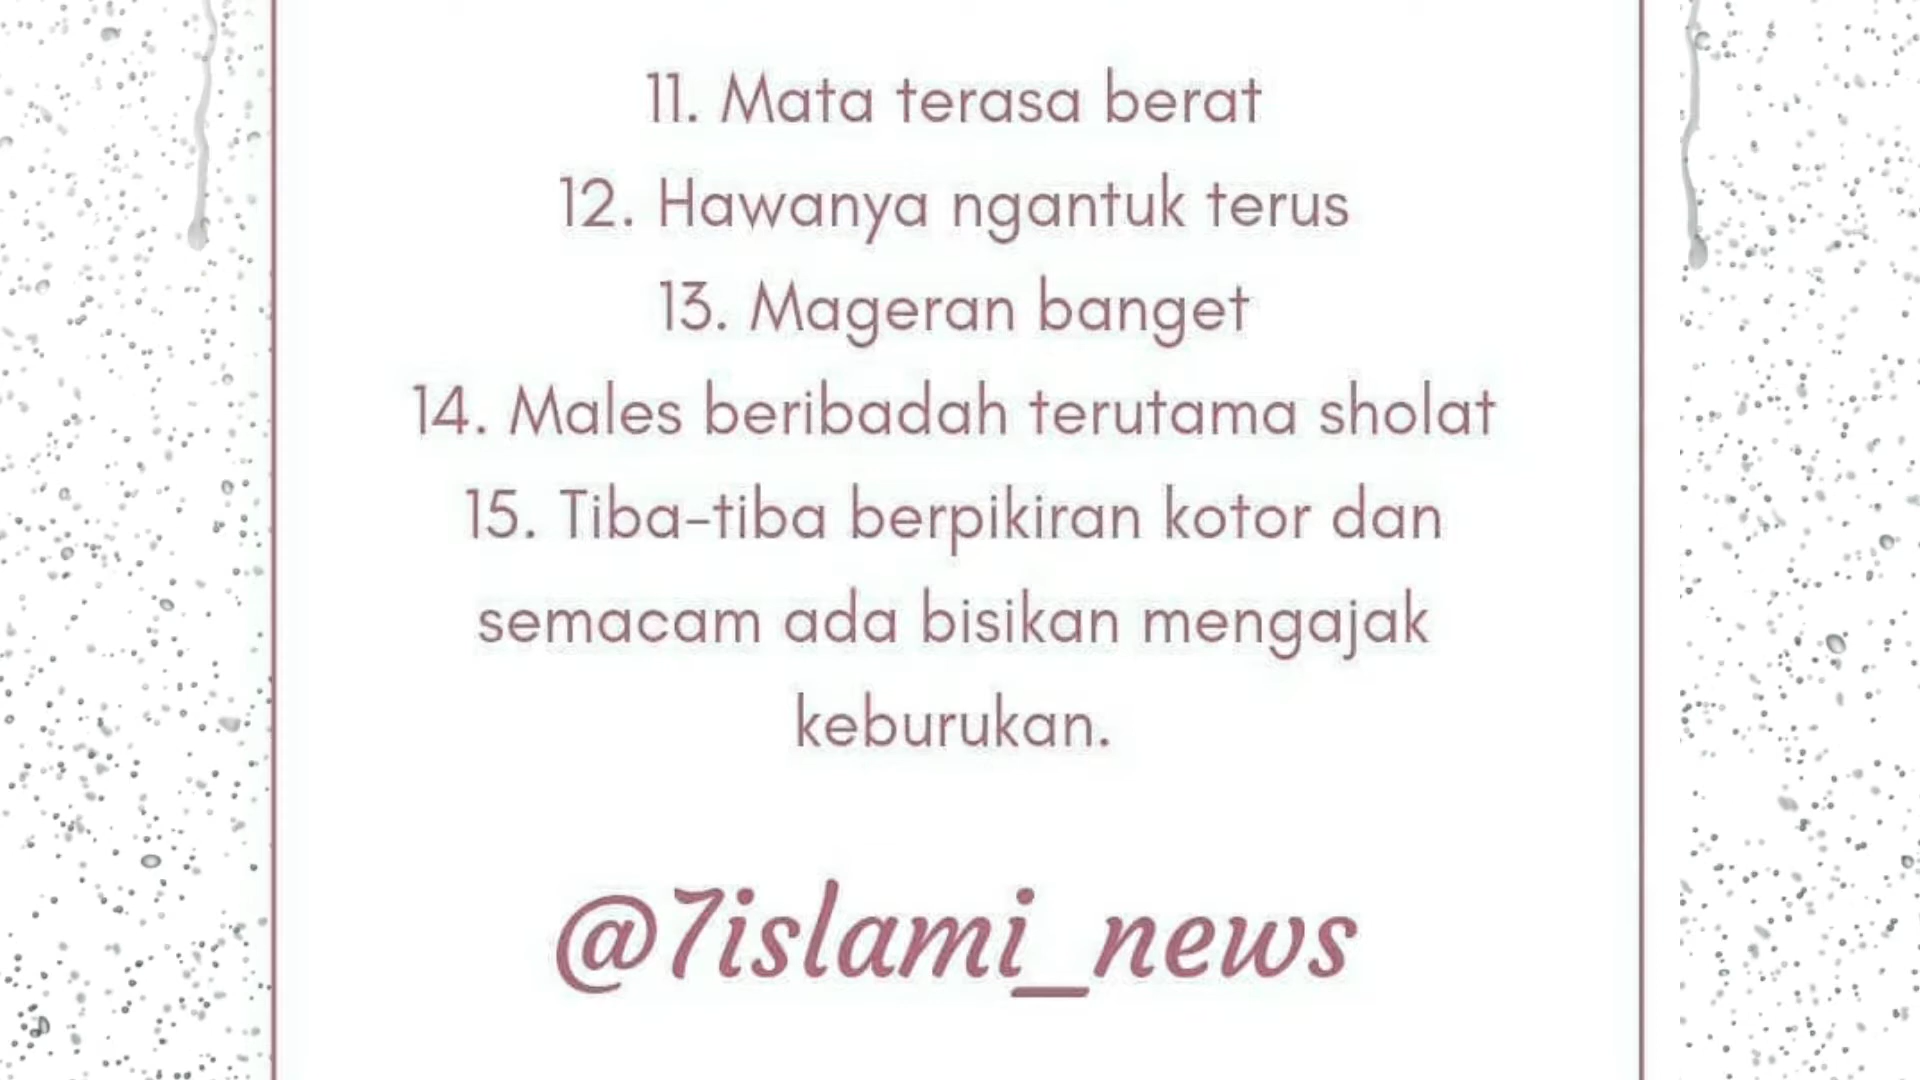 11. Mata terasa berat
12. Hawanya ngantuk terus
13. Mageran banget
14. Males beribadah terutama sholat
15. Tiba-tiba berpikiran kotor dan
semacam ada bisikan mengajak
keburukan.
@7islami_news